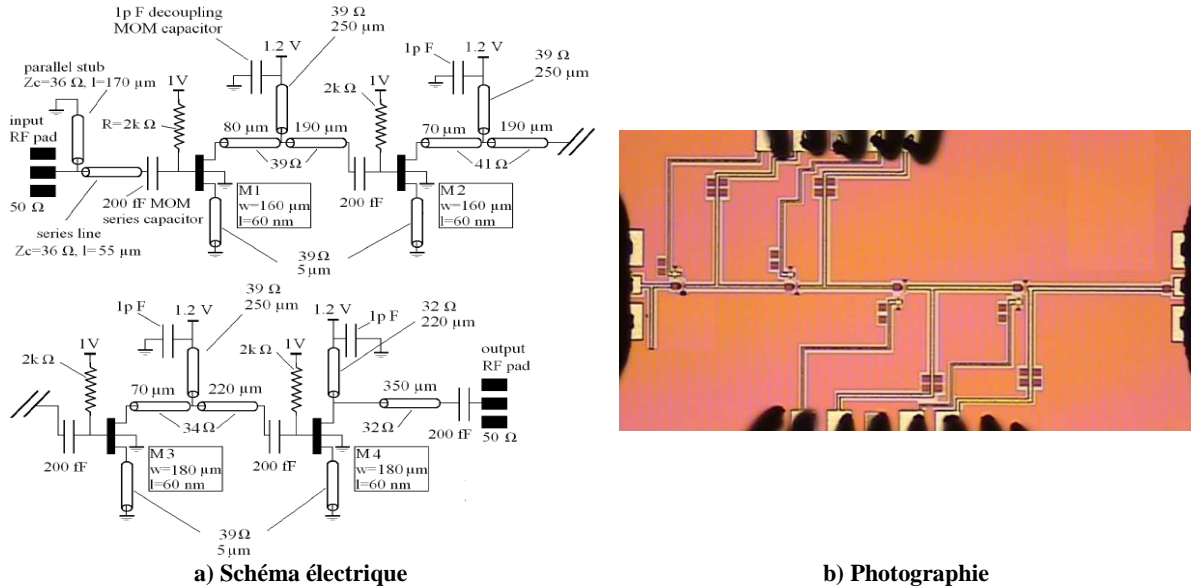 1p F decoupling
MOM capacitor
39 Ω
250 µm
1.2 V
parallel stub
Zc=36 Ω, l=170 µm
1V
R=2k Ω
input
RF pad
50 Ω
80 µm
190 µm
39 Ω
200 fF MOM
series capacitor
series line
Zc=36 Ω, l=55 µm
M1
w=160 µm
l=60 nm
1p F
1.2 V
39 Ω
250 µm
1V
2k Ω
70 µm
190 µm
41 Ω
200 fF
M2
w=160 µm
l=60 nm
39 Ω
5 µm
1p F
1.2 V
39 Ω
250 µm
1V
2k Ω
70 µm
220 µm
34 Ω
200 fF
M3
w=180 µm
l=60 nm
1.2 V
1p F
32 Ω
220 µm
1V
2k Ω
350 µm
32 Ω
output
RF pad
50 Ω
200 fF
200 fF
M4
w=180 µm
l=60 nm
39 Ω
5 µm
a) Schéma électrique
b) Photographie